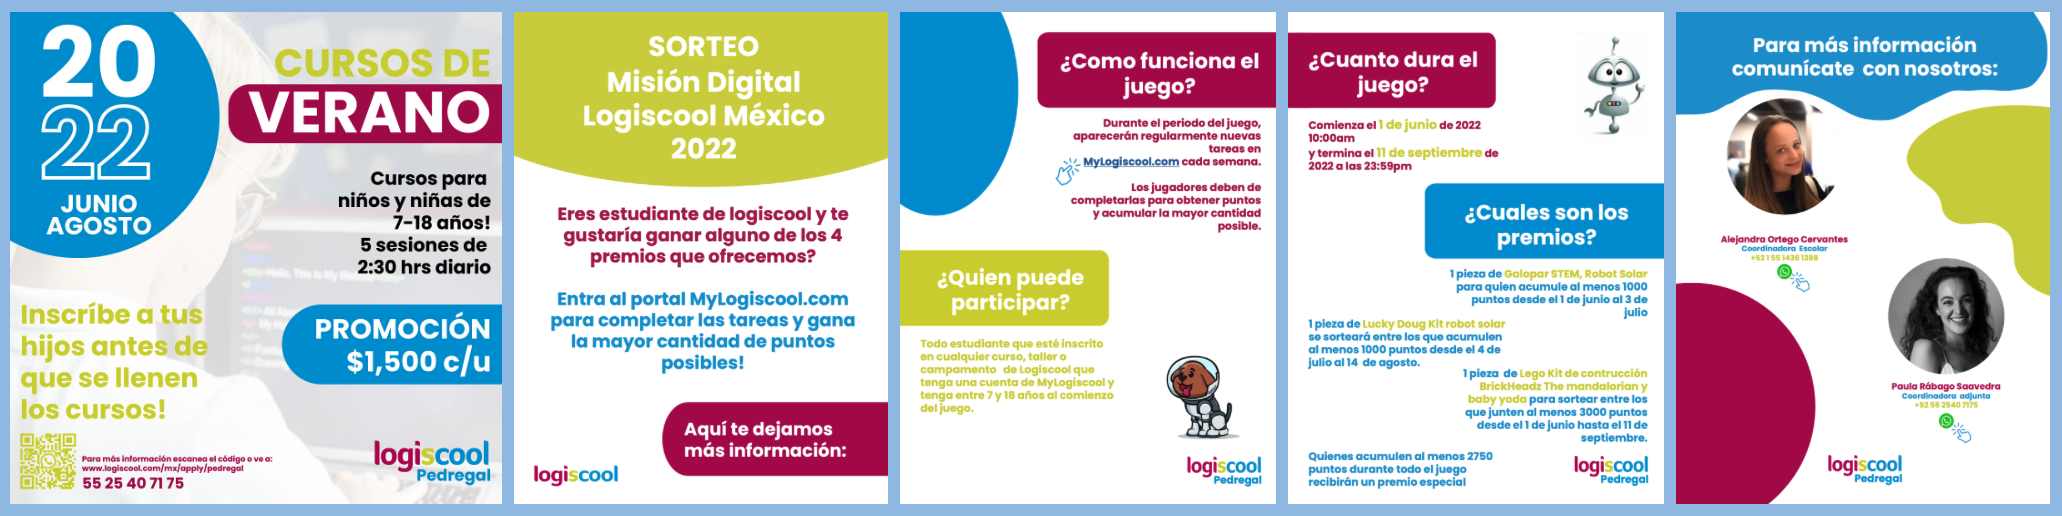 20
22
JUNIO
AGOSTO
CURSOS DE
VERANO
Cursos para
niños y niñas de
7-18 años!
5 sesiones de
2:30 hrs diario
Inscríbe a tus
hijos antes de
que se llenen
los cursos!
PROMOCIÓN
$1,500 c/u
Para más información escanea el código o ve a:
www.logiscool.com/mx/apply/pedregal
55 25 40 71 75
logiscool
Pedregal
SORTEO
Misión Digital
Logiscool México
2022
Eres estudiante de logiscool y te
gustaría ganar alguno de los 4
premios que ofrecemos?
Entra al portal MyLogiscool.com
para completar las tareas y gana
la mayor cantidad de puntos
posibles!
Aquí te dejamos
más información:
logiscool
¿Como funciona el
juego?
Durante el periodo del juego,
aparecerán regularmente nuevas
tareas en
MyLogiscool.com cada semana.
Los jugadores deben de
completarlas para obtener puntos
y acumular la mayor cantidad
posible.
¿Quien puede
participar?
Todo estudiante que esté inscrito
en cualquier curso, taller o
campamento de Logiscool que
tenga una cuenta de MyLogiscool y
tenga entre 7 y 18 años al comienzo
del juego.
logiscool
Pedregal
¿Cuanto dura el
juego?
Comienza el 1 de junio de 2022
10:00am
y termina el 11 de septiembre de
2022 a las 23:59pm
¿Cuales son los
premios?
1 pieza de Galopar STEM, Robot Solar
para quien acumule al menos 1000
puntos desde el 1 de junio al 3 de
julio
1 pieza de Lucky Doug Kit robot solar
se sorteará entre los que acumulen
al menos 1000 puntos desde el 4 de
julio al 14 de agosto.
1 pieza de Lego Kit de contrucción
BrickHeadz The mandalorian y
baby yoda para sortear entre los
que junten al menos 3000 puntos
desde el 1 de junio hasta el 11 de
septiembre.
Quienes acumulen al menos 2750
puntos durante todo el juego
recibirán un premio especial
logiscool
Pedregal
Para más información
comunícate con nosotros:
Alejandra Ortego Cervantes
Coordinadora Escolar
+52 1 55 1436 1388
Paula Rábago Saavedra
Coordinadora adjunta
+52 55 2540 7175
logiscool
Pedregal